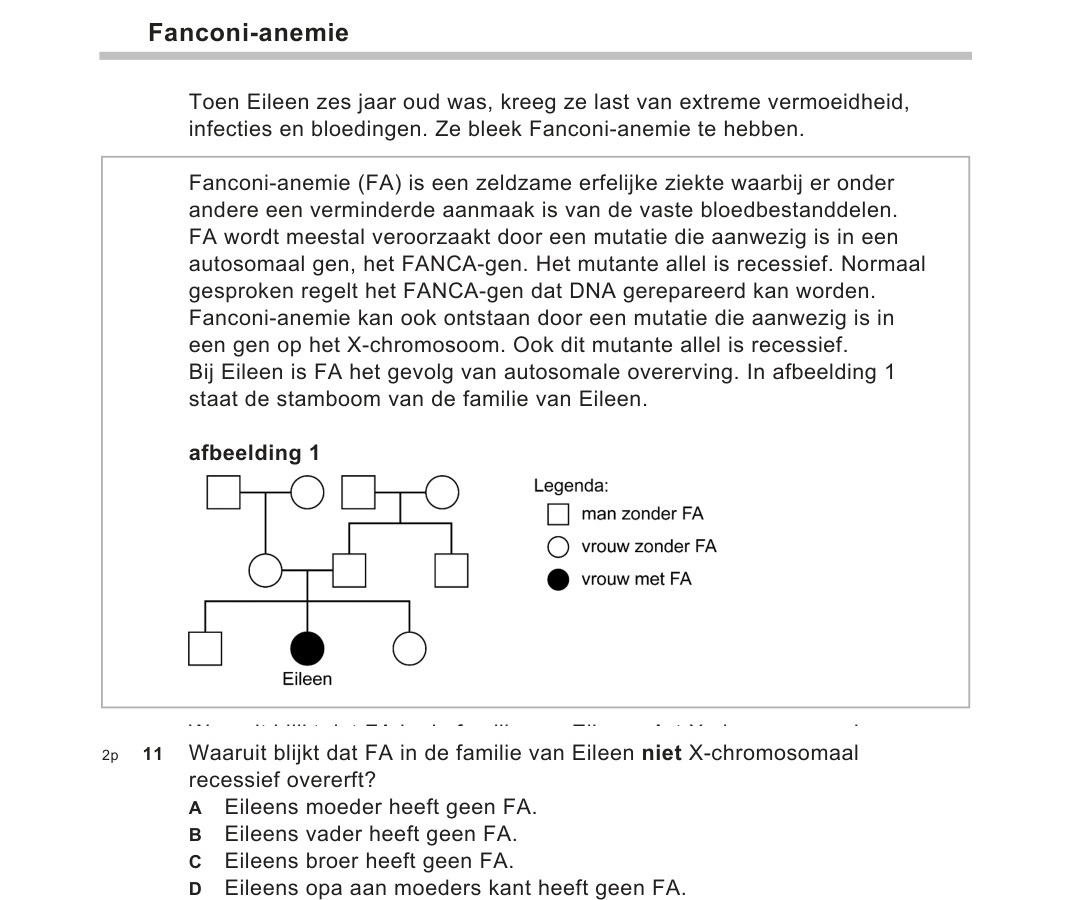 Fanconi-anemie
Toen Eileen zes jaar oud was, kreeg ze last van extreme vermoeidheid,
infecties en bloedingen. Ze bleek Fanconi-anemie te hebben.
Fanconi-anemie (FA) is een zeldzame erfelijke ziekte waarbij er onder
andere een verminderde aanmaak is van de vaste bloedbestanddelen.
FA wordt meestal veroorzaakt door een mutatie die aanwezig is in een
autosomaal gen, het FANCA-gen. Het mutante allel is recessief. Normaal
gesproken regelt het FANCA-gen dat DNA gerepareerd kan worden.
Fanconi-anemie kan ook ontstaan door een mutatie die aanwezig is in
een gen op het X-chromosoom. Ook dit mutante allel is recessief.
Bij Eileen is FA het gevolg van autosomale overerving. In afbeelding 1
staat de stamboom van de familie van Eileen.
afbeelding 1
Legenda:
man zonder FA
vrouw zonder FA
vrouw met FA
Eileen
2p 11 Waaruit blijkt dat FA in de familie van Eileen niet X-chromosomaal
recessief overerft?
A Eileens moeder heeft geen FA.
B Eileens vader heeft geen FA.
C Eileens broer heeft geen FA.
D Eileens opa aan moeders kant heeft geen FA.